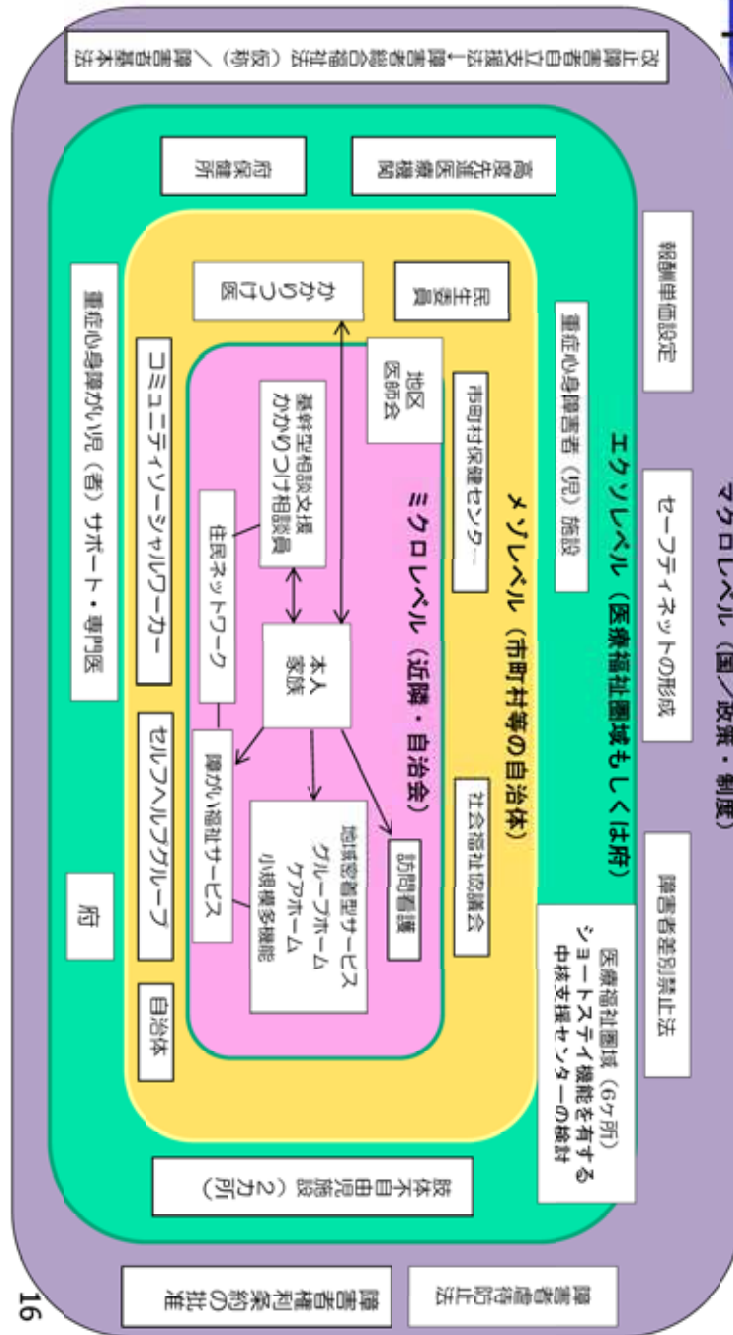 マクロレベル（国／政策・制度）
報酬単価設定
セーフティネットの形成
障害者差別禁止法
改正障害者自立支援法→障害者総合福祉法（仮称）／障害者基本法
障害者虐待防止法
障害者権利条約の批准
エクソレベル（医療福祉圏域もしくは府）
高度先進医療機関
府保健所
重症心身障害者（児）施設
医療福祉圏域（6ヶ所）
ショートステイ機能を有する
中核支援センターの検討
肢体不自由児施設（２カ所）
重症心身障がい児（者）サポート・専門医
府
メゾレベル（市町村等の自治体）
民生委員
かかりつけ医
市町村保健センター
社会福祉協議会
コミュニティソーシャルワーカー
セルフヘルプグループ
自治体
地区
医師会
ミクロレベル（近隣・自治会）
基幹型相談支援
かかりつけ相談員
住民ネットワーク
本人
家族
訪問看護
地域密着型サービス
グループホーム
ケアホーム
小規模多機能
障がい福祉サービス
16